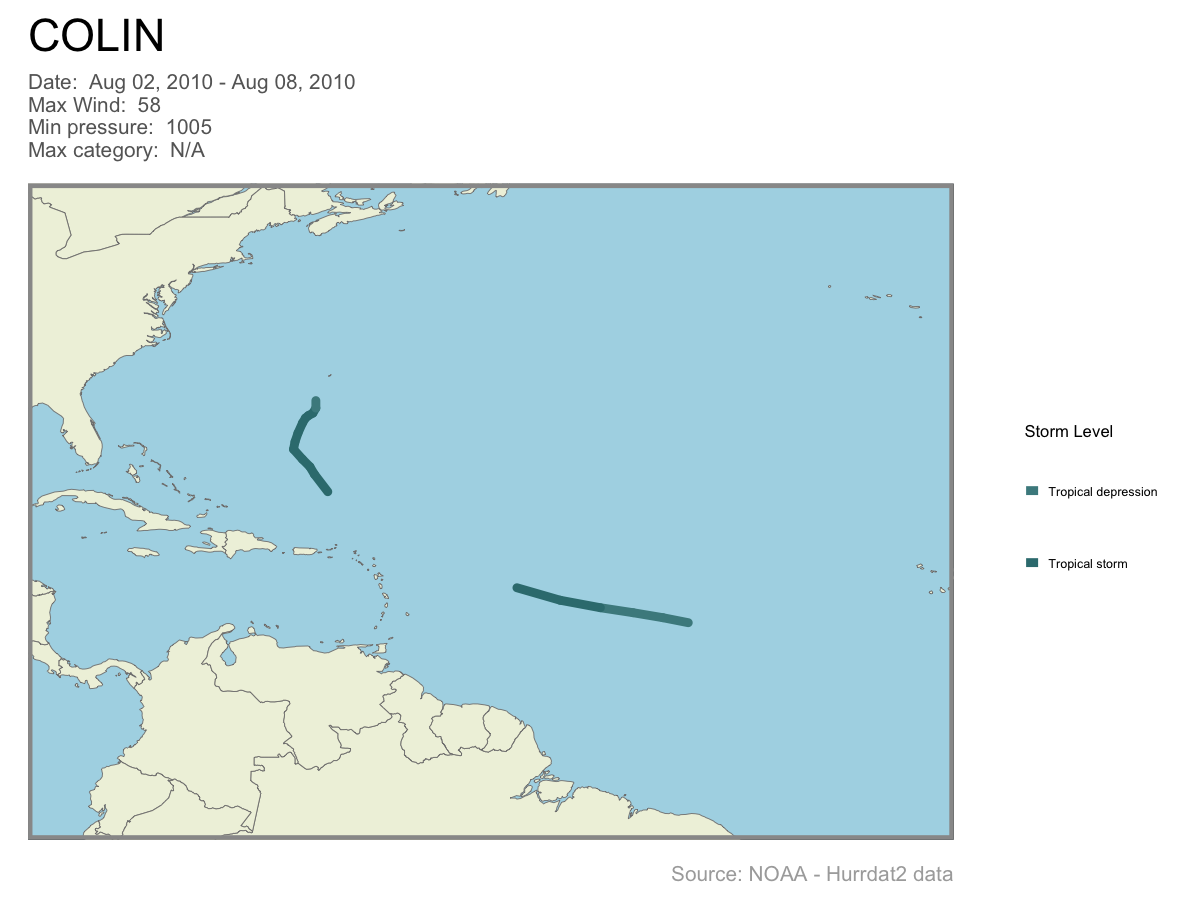 COLIN
Date:  Aug 02, 2010 - Aug 08, 2010
Max Wind:  58
Min pressure:  1005
Max category:  N/A
Storm Level
Tropical depression
Tropical storm
Source: NOAA - Hurrdat2 data